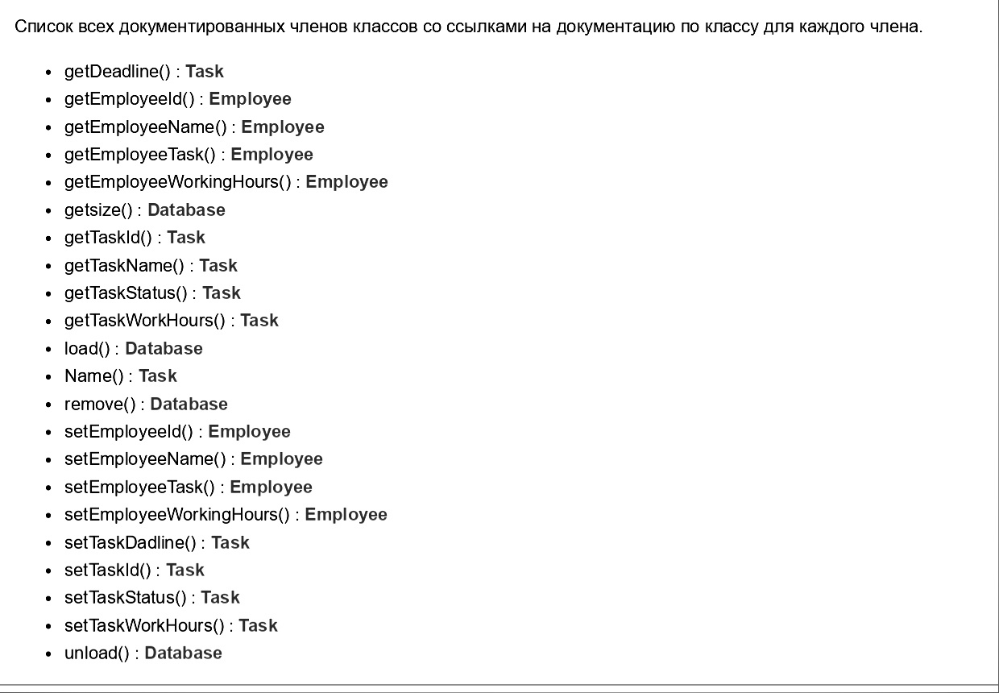 Список всех документированных членов классов со ссылками на документацию по классу для каждого члена.
• getDeadline() : Task
• getEmployeeId() : Employee
• getEmployeeName() : Employee
• getEmployeeTask() : Employee
• getEmployeeWorkingHours() : Employee
• getsize() : Database
• getTaskId() : Task
• getTaskName() : Task
• getTaskStatus() : Task
• getTaskWorkHours() : Task
• load() : Database
• Name() : Task
• remove() : Database
• setEmployeeId() : Employee
• setEmployeeName() : Employee
• setEmployeeTask() : Employee
• setEmployeeWorkingHours() : Employee
• setTaskDadline() : Task
• setTaskId() : Task
• setTaskStatus() : Task
• setTaskWorkHours() : Task
• unload() : Database